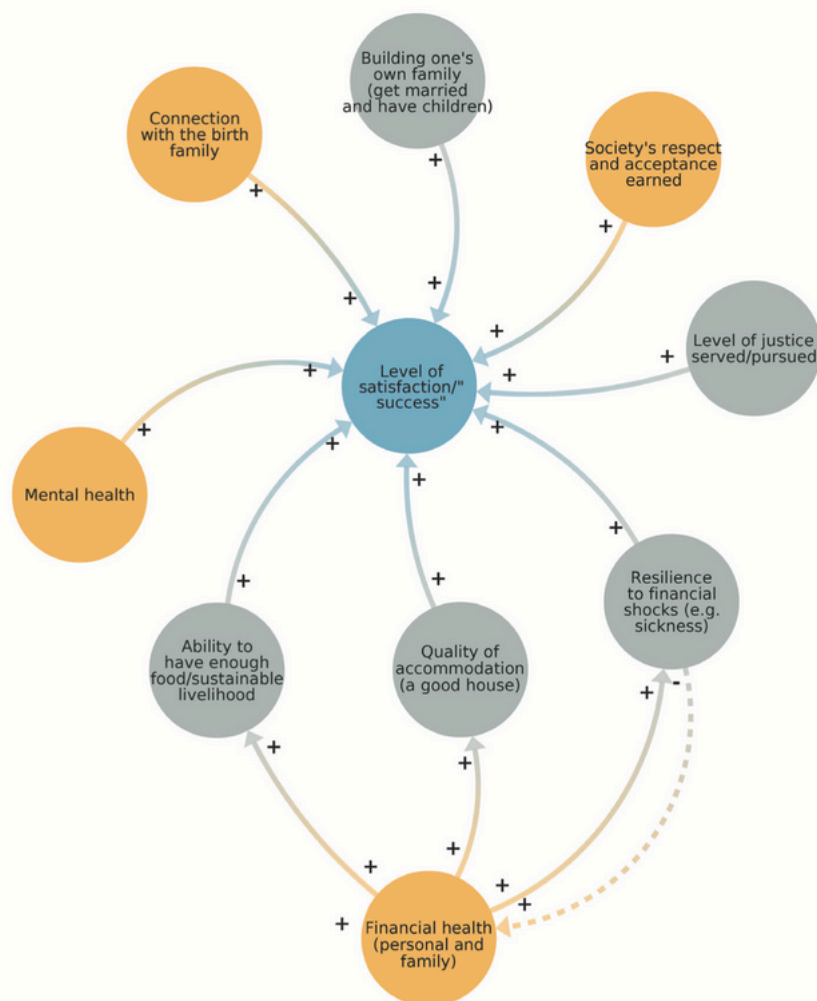 Building one's
own family
(get married
and have children)
Connection
with the birth
family
Society's respect
and acceptance
earned
+
+
+
+
+
+
+
Level of justice
served/pursued
+
+
+
Level of
satisfaction/"
success"
+
+
+
+
Mental health
+
+
+
Resilience
to financial
shocks (e.g.
sickness)
Ability to
have enough
food/sustainable
livelihood
Quality of
accommodation
(a good house)
+
-
+
+
+
+
+
+
+
Financial health
(personal and
family)